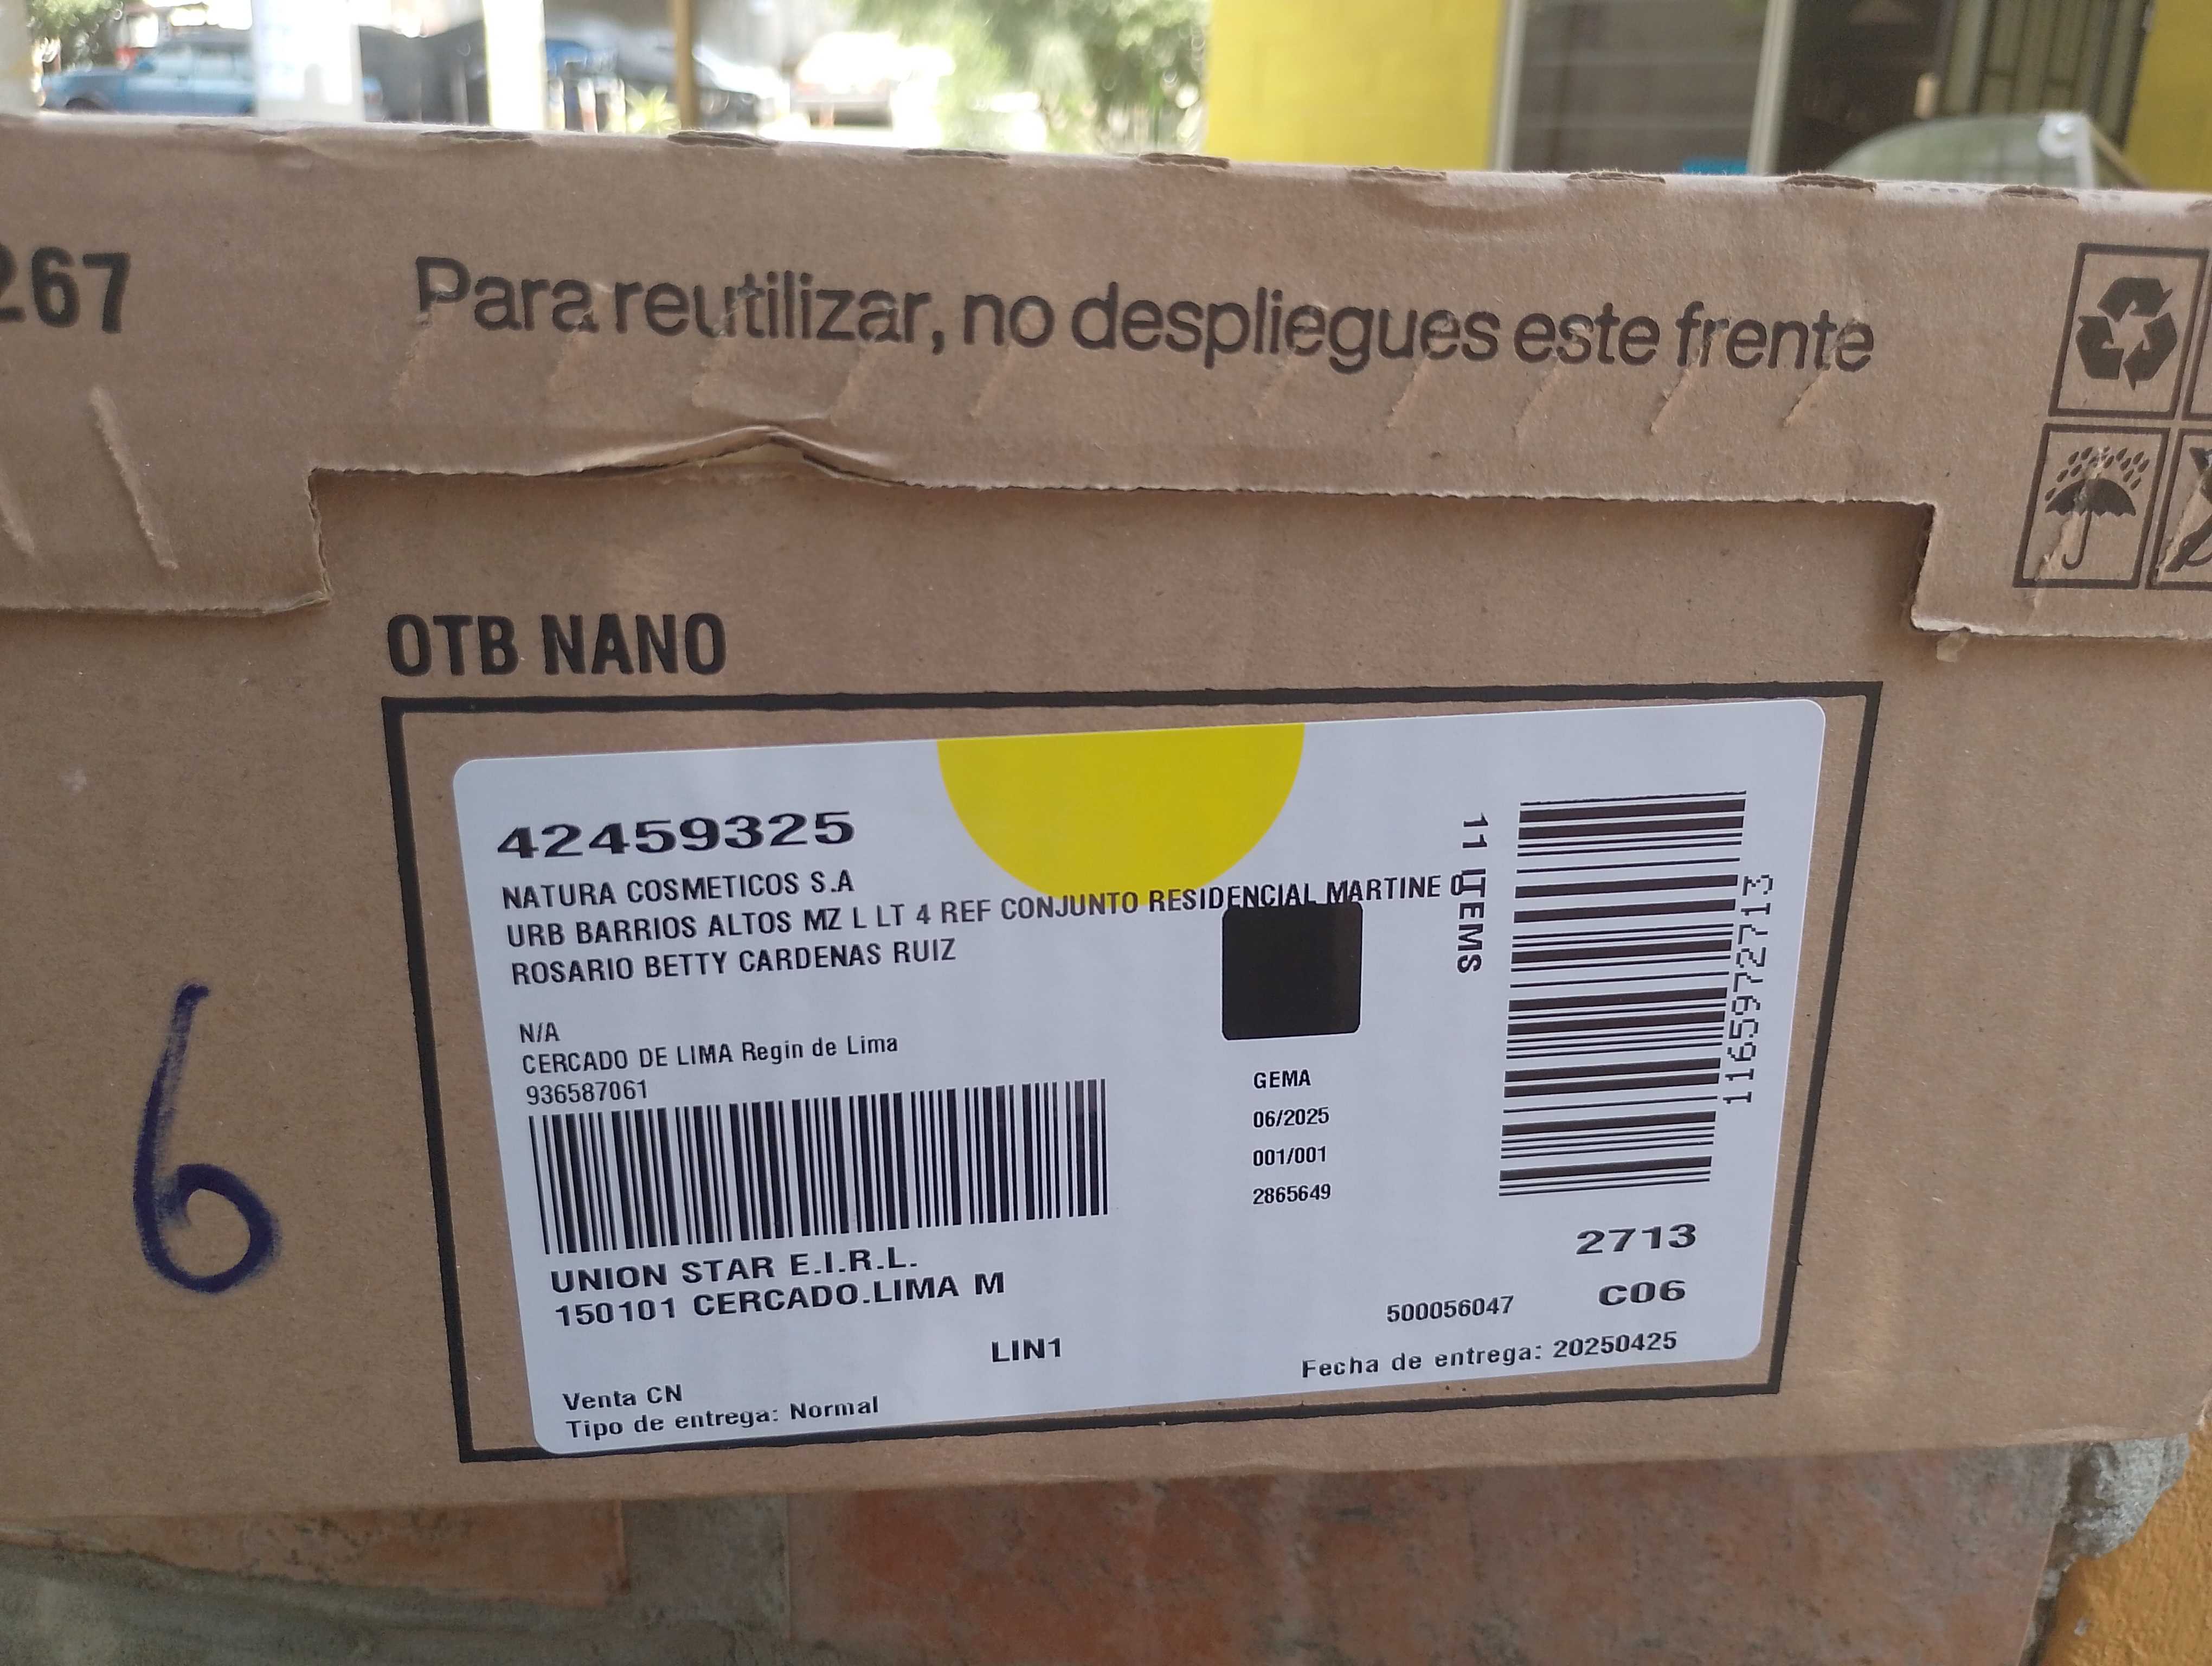 267
Para reutilizar, no despliegues este frente
OTB NANO
42459325
NATURA COSMETICOS S.A
URB BARRIOS ALTOS MZ L LT 4 REF CONJUNTO RESIDENCIAL MARTINE
ROSARIO BETTY CARDENAS RUIZ
N/A
CERCADO DE LIMA Regin de Lima
936587061
11 ITEMS
1165972713
GEMA
06/2025
001/001
2865649
UNION STAR E.I.R.L.
150101 CERCADO.LIMA M
LIN1
2713
C06
500056047
Fecha de entrega: 20250425
Venta CN
Tipo de entrega: Normal
6